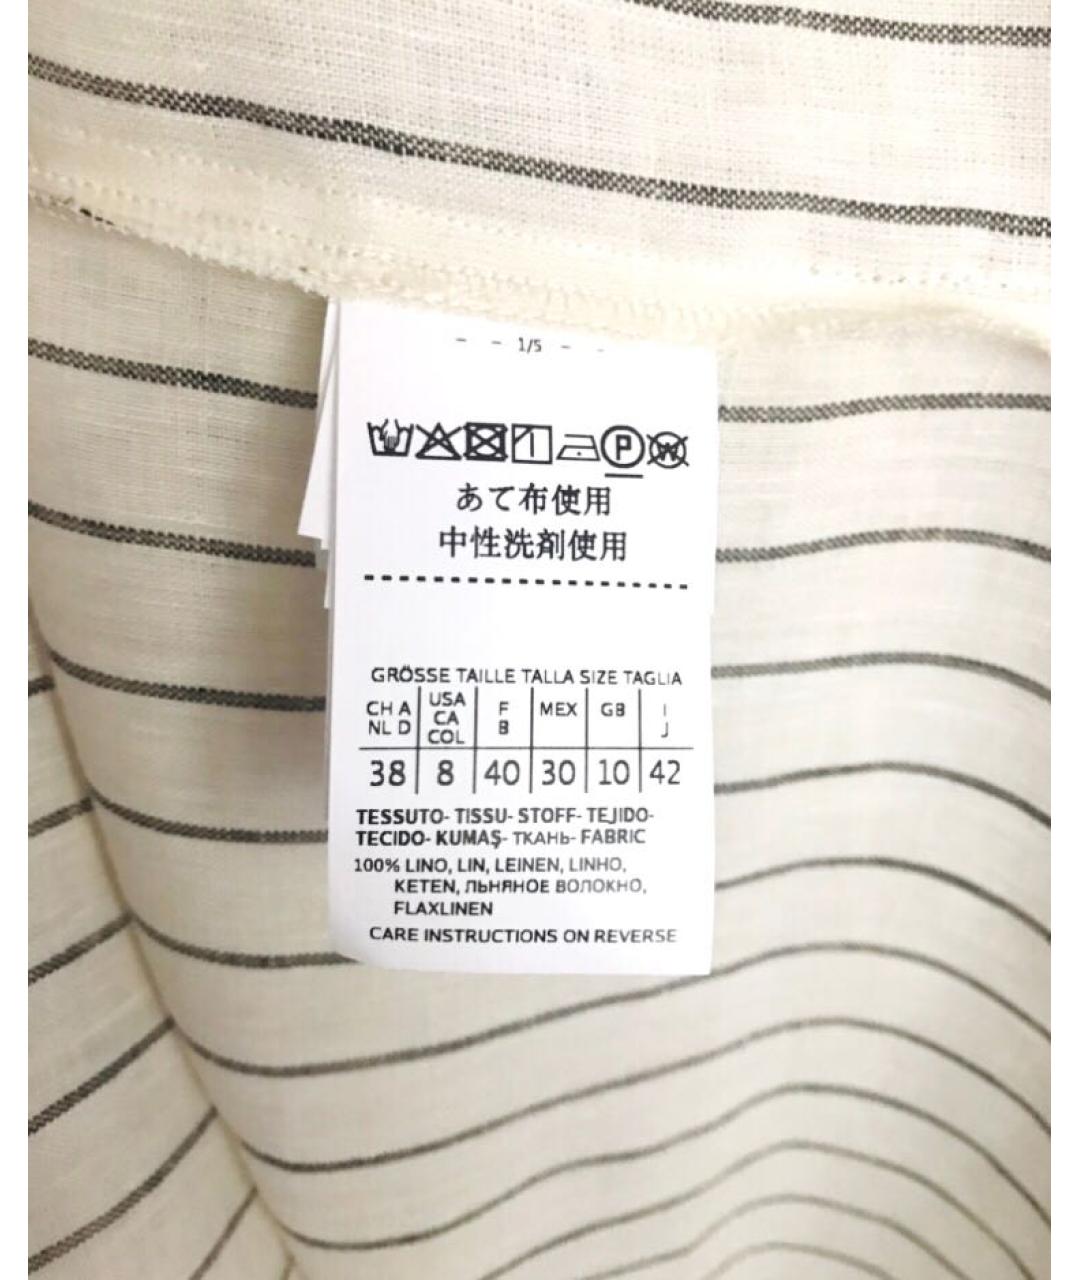 - - 1/5 - -
P W
あて布使用
中性洗剤使用
GRÖSSE TAILLE TALLA SIZE TAGLIA
CH A NL D | USA CA COL | F B | MEX | GB | I J
38 | 8 | 40 | 30 | 10 | 42
TESSUTO- TISSU- STOFF- TEJIDO-
TECIDO- KUMAŞ- ТКАНЬ- FABRIC
100% LINO, LIN, LEINEN, LINHO,
KETEN, ЛЬНЯНОЕ ВОЛОКНО,
FLAXLINEN
CARE INSTRUCTIONS ON REVERSE